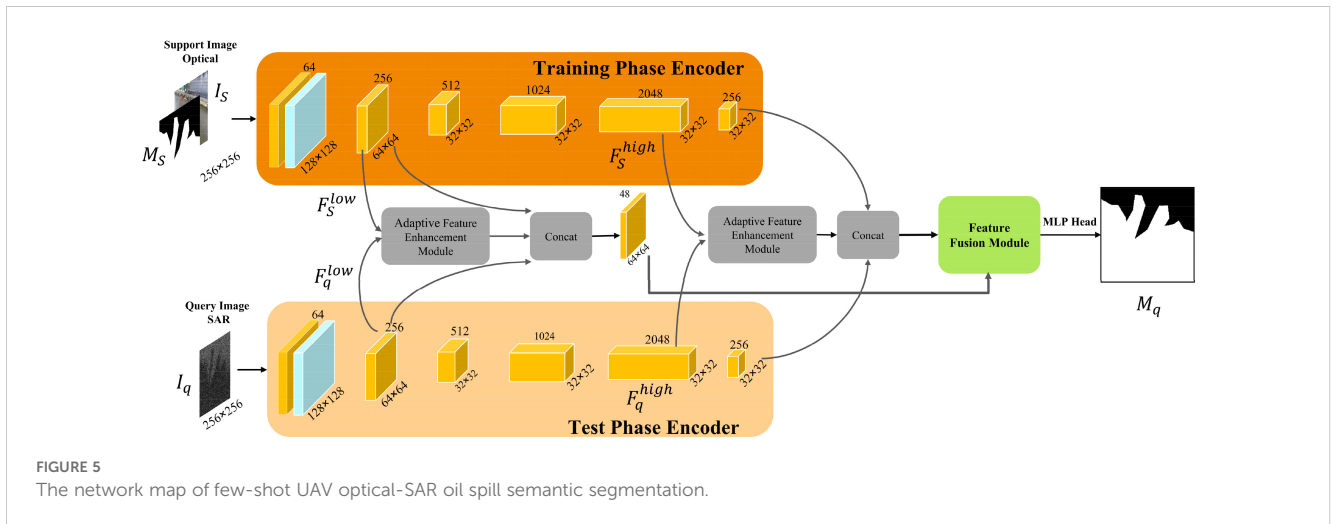 Support Image
Optical
I_S
M_S
256×256
Training Phase Encoder
64
128×128
256
64×64
512
32×32
1024
32×32
2048
32×32
F_S^{high}
256
32×32
F_S^{low}
F_q^{low}
Adaptive Feature
Enhancement
Module
Concat
48
64×64
Adaptive Feature
Enhancement
Module
Concat
Feature
Fusion Module
MLP Head
M_q
Query Image
SAR
I_q
256×256
64
128×128
256
64×64
512
32×32
1024
32×32
2048
32×32
F_q^{high}
256
32×32
Test Phase Encoder
FIGURE 5
The network map of few-shot UAV optical-SAR oil spill semantic segmentation.